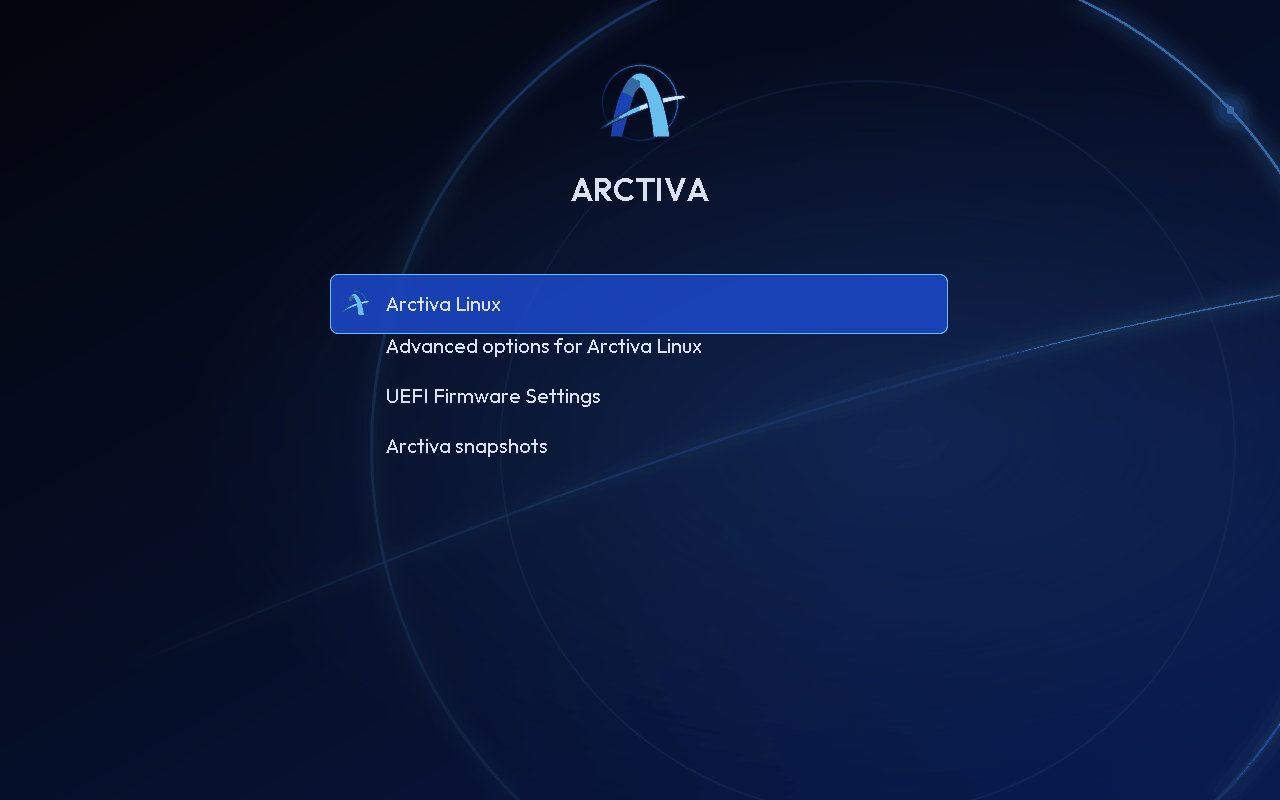 ARCTIVA
Arctiva Linux
Advanced options for Arctiva Linux
UEFI Firmware Settings
Arctiva snapshots